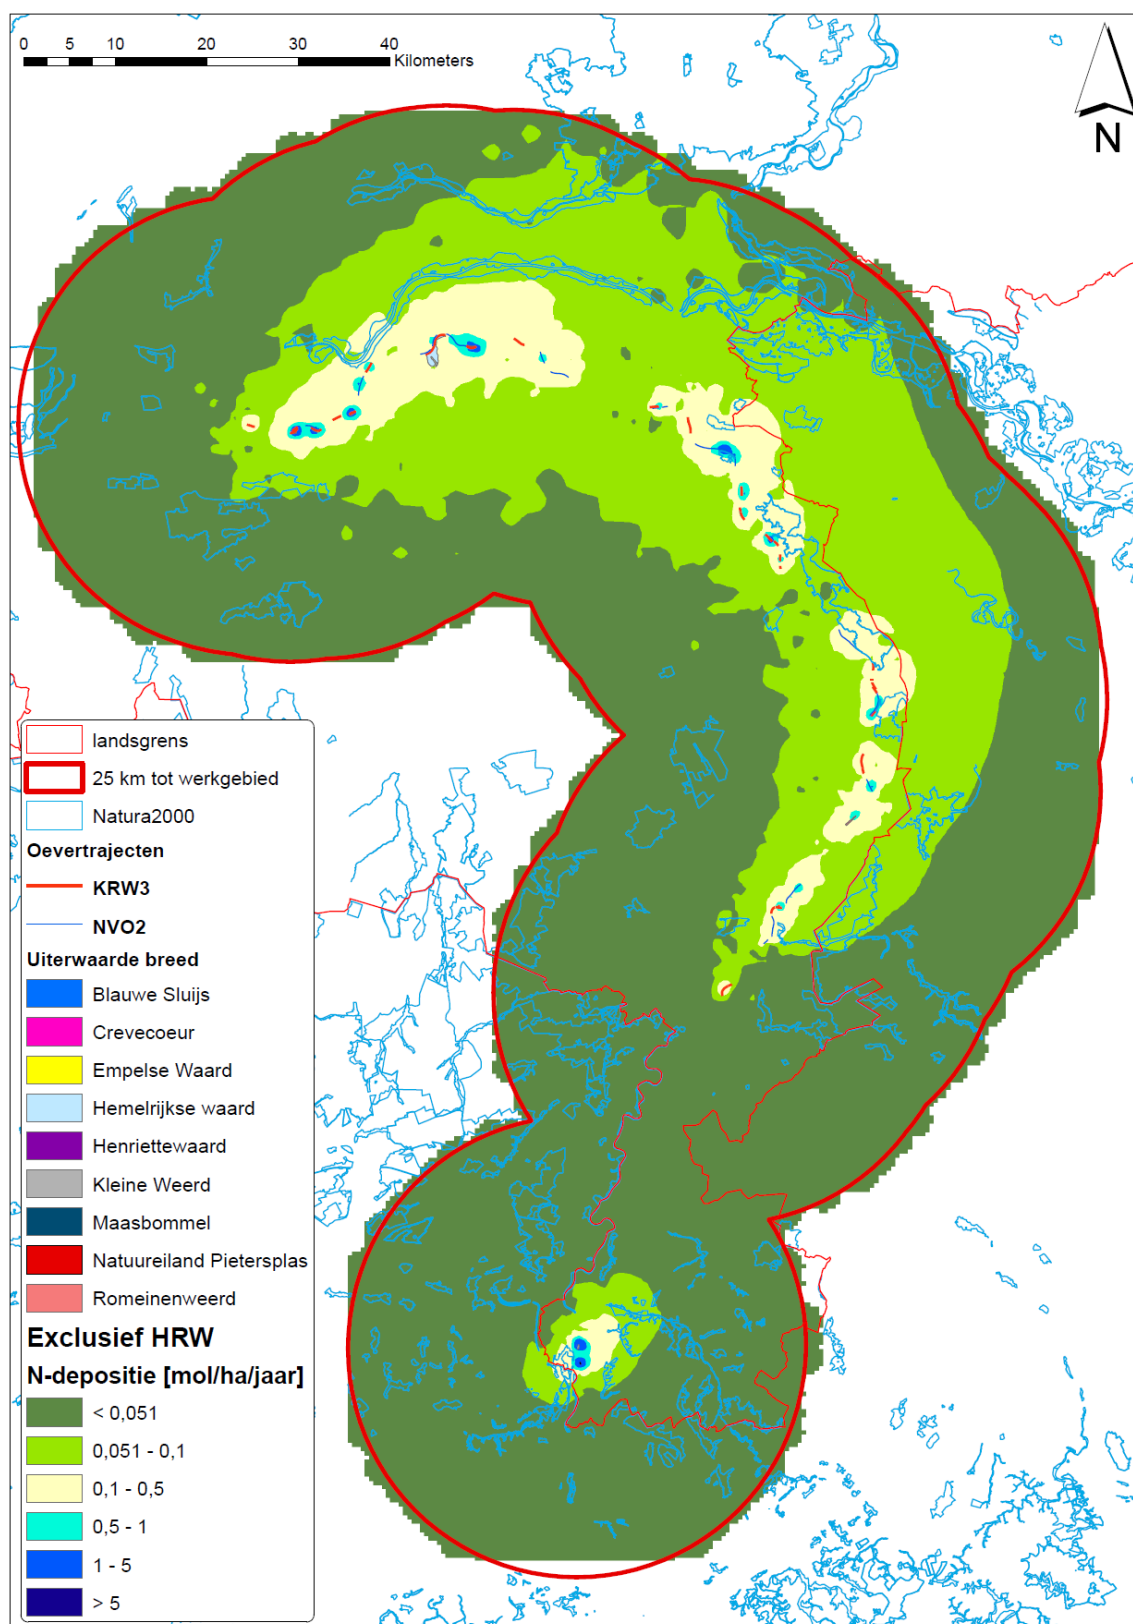 0 5 10 20 30 40
Kilometers
N
landsgrens
25 km tot werkgebied
Natura2000
Oevertrajecten
KRW3
NVO2
Uiterwaarde breed
Blauwe Sluijs
Crevecoeur
Empelse Waard
Hemelrijkse waard
Henriettewaard
Kleine Weerd
Maasbommel
Natuureiland Pietersplas
Romeinenweerd
Exclusief HRW
N-depositie [mol/ha/jaar]
< 0,051
0,051 - 0,1
0,1 - 0,5
0,5 - 1
1 - 5
> 5